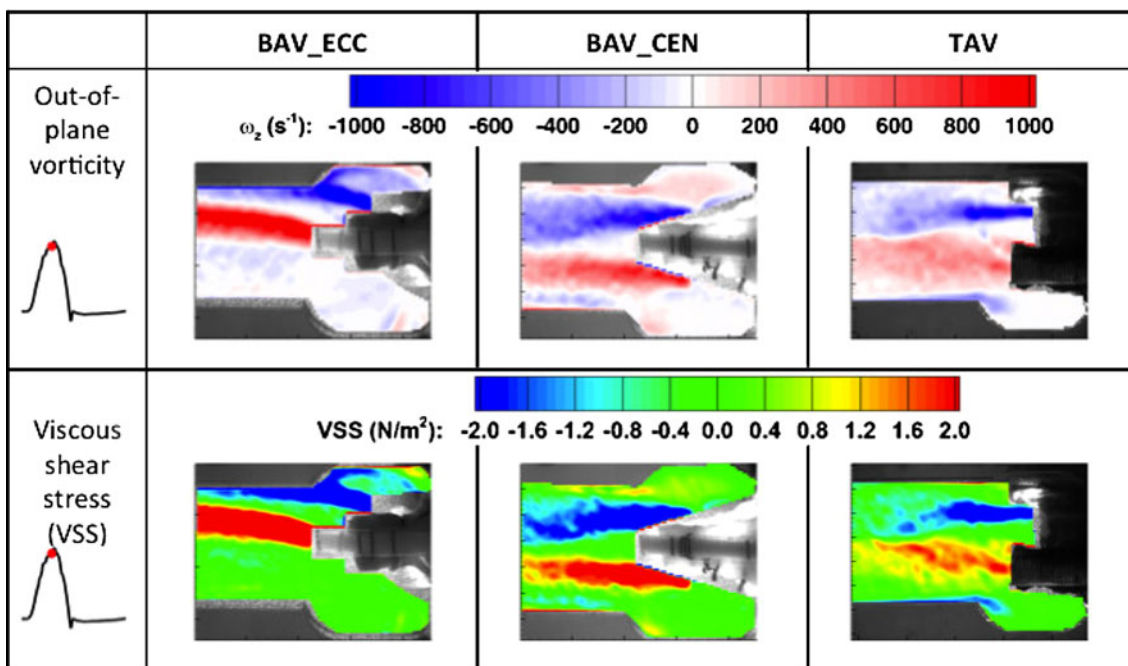 BAV_ECC BAV_CEN TAV
Out-of-
plane
vorticity
ω_z (s⁻¹): -1000 -800 -600 -400 -200 0 200 400 600 800 1000
Viscous
shear
stress
(VSS)
VSS (N/m²): -2.0 -1.6 -1.2 -0.8 -0.4 0.0 0.4 0.8 1.2 1.6 2.0